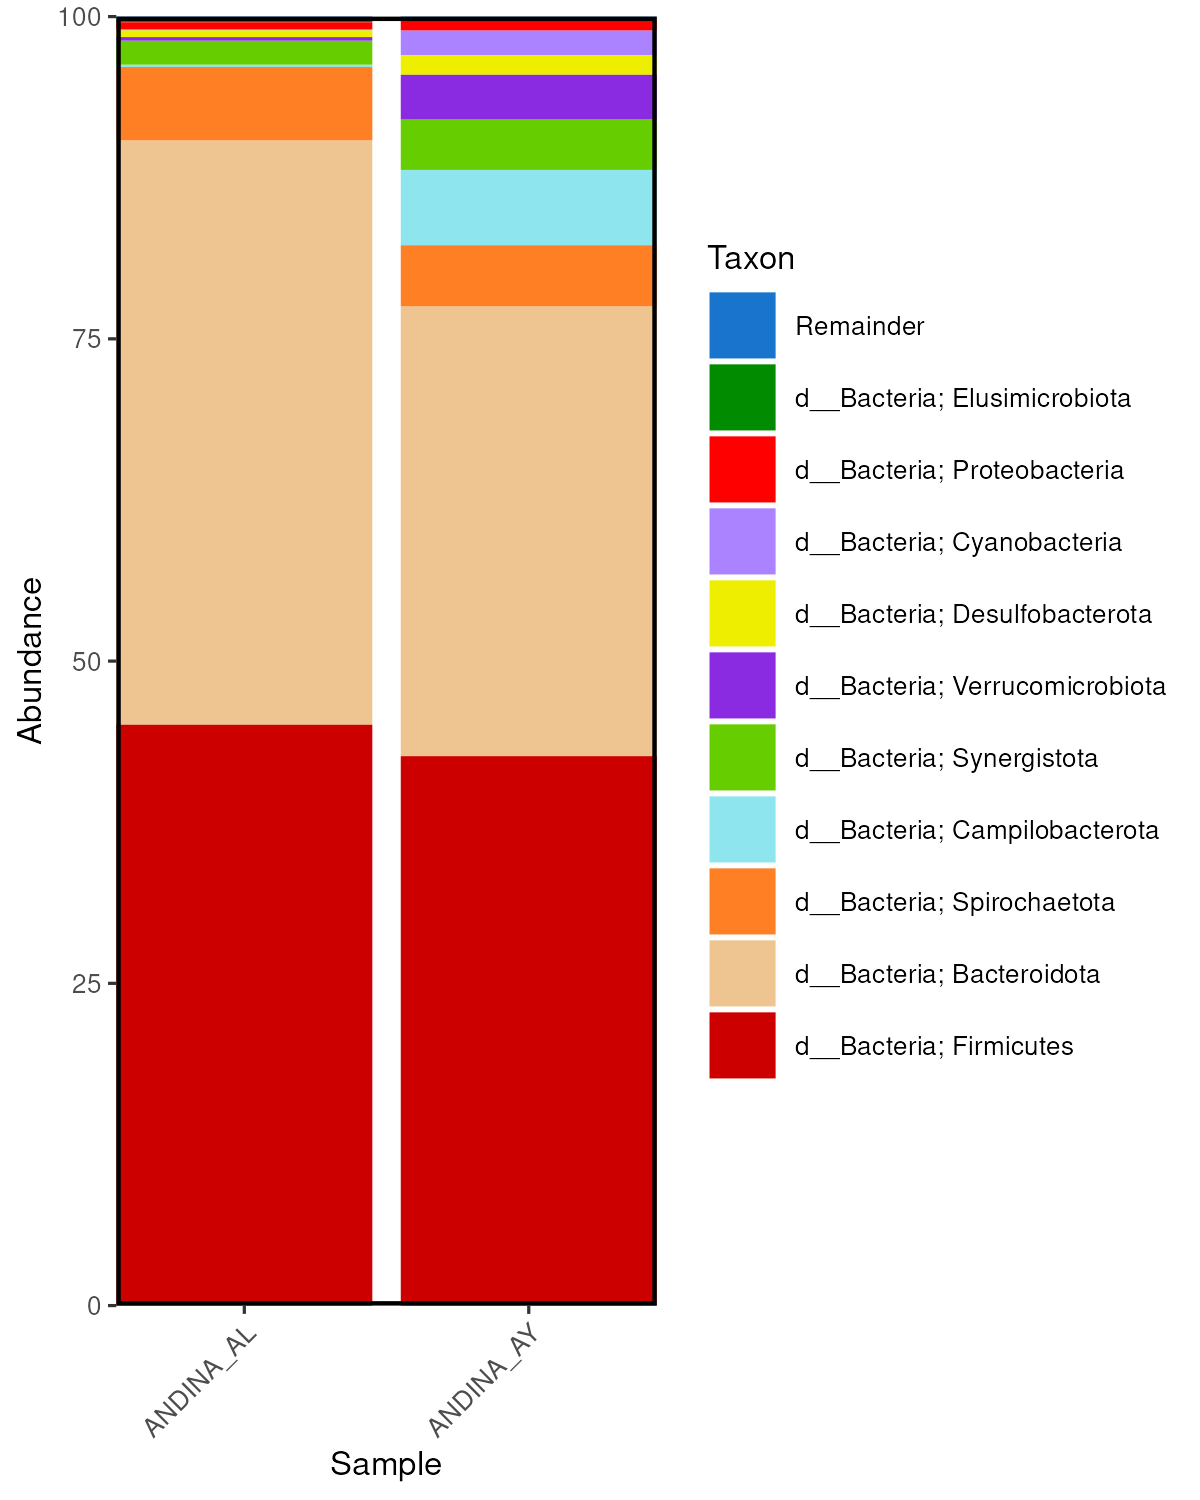 Abundance
100
75
50
25
0
ANDINA_AL
ANDINA_AY
Sample
Taxon
Remainder
d__Bacteria; Elusimicrobiota
d__Bacteria; Proteobacteria
d__Bacteria; Cyanobacteria
d__Bacteria; Desulfobacterota
d__Bacteria; Verrucomicrobiota
d__Bacteria; Synergistota
d__Bacteria; Campilobacterota
d__Bacteria; Spirochaetota
d__Bacteria; Bacteroidota
d__Bacteria; Firmicutes